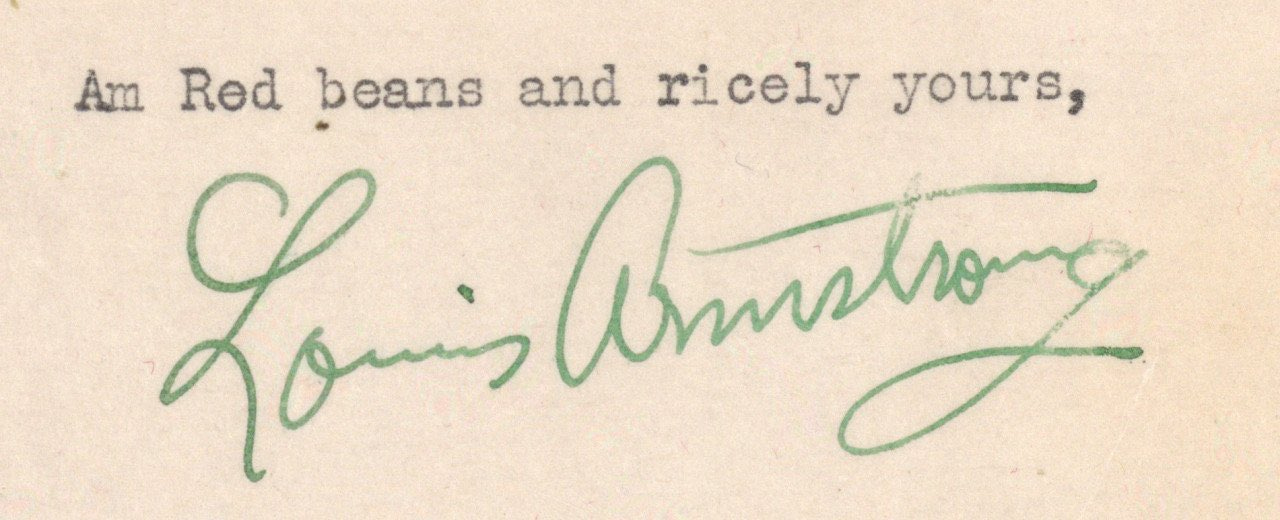 Am Red beans and ricely yours,
Louis Armstrong